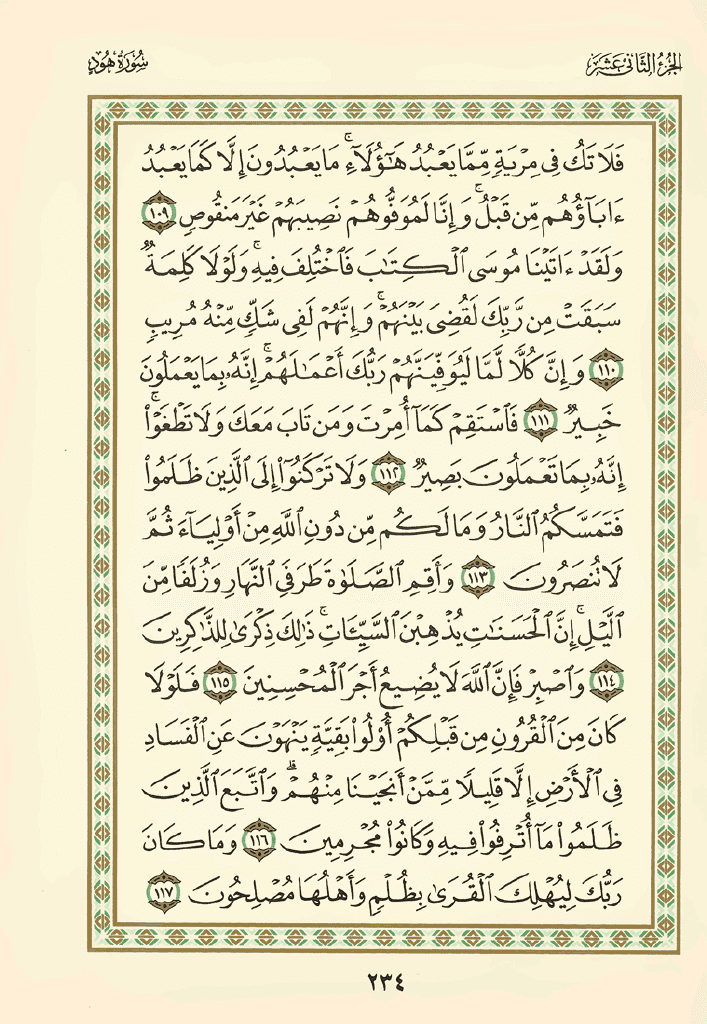 الجزء الثاني عشر
سورة هود
فَلَا تَكُ فِي مِرْيَةٍ مِّمَّا يَعْبُدُ هَٰٓؤُلَآءِۚ مَا يَعْبُدُونَ إِلَّا كَمَا يَعْبُدُ
ءَابَآؤُهُم مِّن قَبْلُۚ وَإِنَّا لَمُوَفُّوهُمْ نَصِيبَهُمْ غَيْرَ مَنقُوصٍ ١٠٩
وَلَقَدْ ءَاتَيْنَا مُوسَى ٱلْكِتَٰبَ فَٱخْتُلِفَ فِيهِۚ وَلَوْلَا كَلِمَةٌ
سَبَقَتْ مِن رَّبِّكَ لَقُضِيَ بَيْنَهُمْۚ وَإِنَّهُمْ لَفِي شَكٍّ مِّنْهُ مُرِيبٍ
١١٠ وَإِنَّ كُلًّا لَّمَّا لَيُوَفِّيَنَّهُمْ رَبُّكَ أَعْمَٰلَهُمْۚ إِنَّهُۥ بِمَا يَعْمَلُونَ
خَبِيرٌ ١١١ فَٱسْتَقِمْ كَمَآ أُمِرْتَ وَمَن تَابَ مَعَكَ وَلَا تَطْغَوْا۟ۚ
إِنَّهُۥ بِمَا تَعْمَلُونَ بَصِيرٌ ١١٢ وَلَا تَرْكَنُوٓا۟ إِلَى ٱلَّذِينَ ظَلَمُوا۟
فَتَمَسَّكُمُ ٱلنَّارُ وَمَا لَكُم مِّن دُونِ ٱللَّهِ مِنْ أَوْلِيَآءَ ثُمَّ
لَا تُنصَرُونَ ١١٣ وَأَقِمِ ٱلصَّلَوٰةَ طَرَفَيِ ٱلنَّهَارِ وَزُلَفًا مِّنَ
ٱلَّيْلِۚ إِنَّ ٱلْحَسَنَٰتِ يُذْهِبْنَ ٱلسَّيِّـَٔاتِۚ ذَٰلِكَ ذِكْرَىٰ لِلذَّٰكِرِينَ
١١٤ وَٱصْبِرْ فَإِنَّ ٱللَّهَ لَا يُضِيعُ أَجْرَ ٱلْمُحْسِنِينَ ١١٥ فَلَوْلَا
كَانَ مِنَ ٱلْقُرُونِ مِن قَبْلِكُمْ أُو۟لُوا۟ بَقِيَّةٍ يَنْهَوْنَ عَنِ ٱلْفَسَادِ
فِي ٱلْأَرْضِ إِلَّا قَلِيلًا مِّمَّنْ أَنجَيْنَا مِنْهُمْۗ وَٱتَّبَعَ ٱلَّذِينَ
ظَلَمُوا۟ مَآ أُتْرِفُوا۟ فِيهِ وَكَانُوا۟ مُجْرِمِينَ ١١٦ وَمَا كَانَ
رَبُّكَ لِيُهْلِكَ ٱلْقُرَىٰ بِظُلْمٍ وَأَهْلُهَا مُصْلِحُونَ ١١٧
٢٣٤